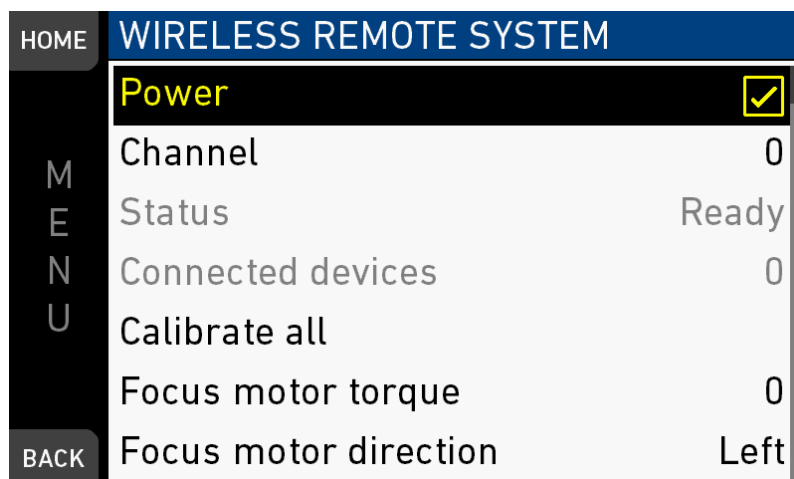 HOME
WIRELESS REMOTE SYSTEM
MENU
Power
Channel 0
Status Ready
Connected devices 0
Calibrate all
Focus motor torque 0
Focus motor direction Left
BACK